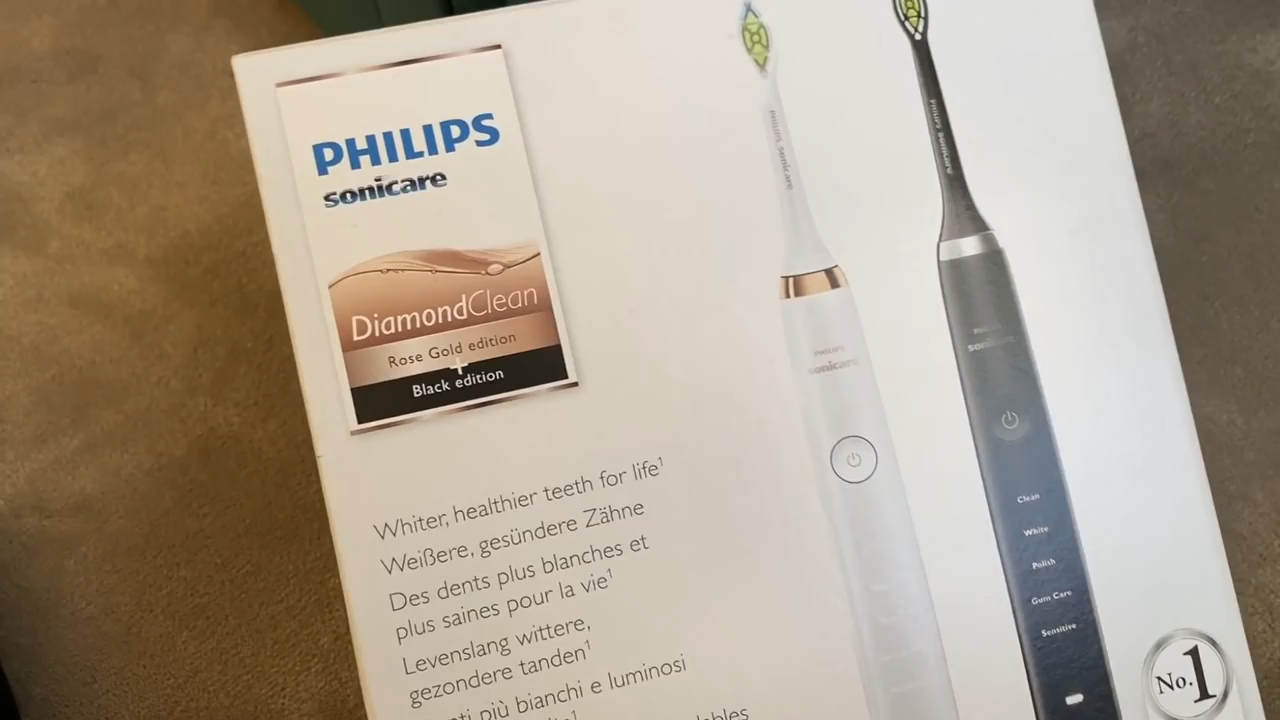 PHILIPS
sonicare
DiamondClean
Rose Gold edition
+
Black edition
Whiter, healthier teeth for life¹
Weißere, gesündere Zähne
Des dents plus blanches et
plus saines pour la vie¹
Levenslang wittere,
gezondere tanden¹
più bianchi e luminosi
Philips sonicare
PHILIPS
sonicare
Philips sonicare
PHILIPS
sonicare
Clean
White
Polish
Gum Care
Sensitive
No.1